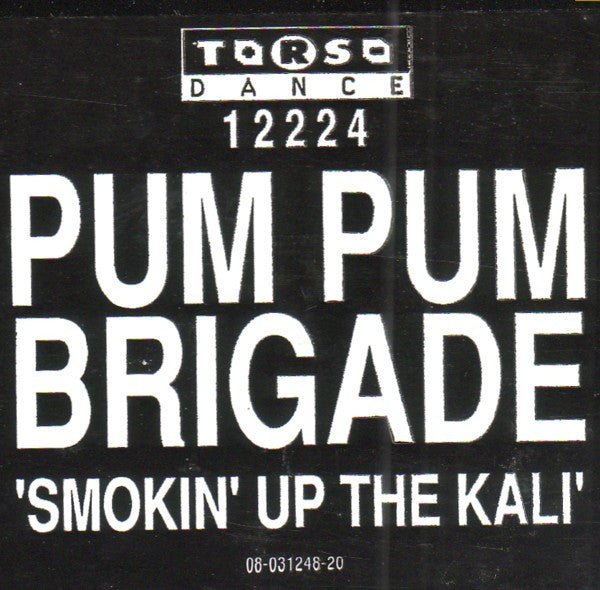 TORSO
DANCE
12224
PUM PUM
BRIGADE
'SMOKIN' UP THE KALI'
08-031248-20